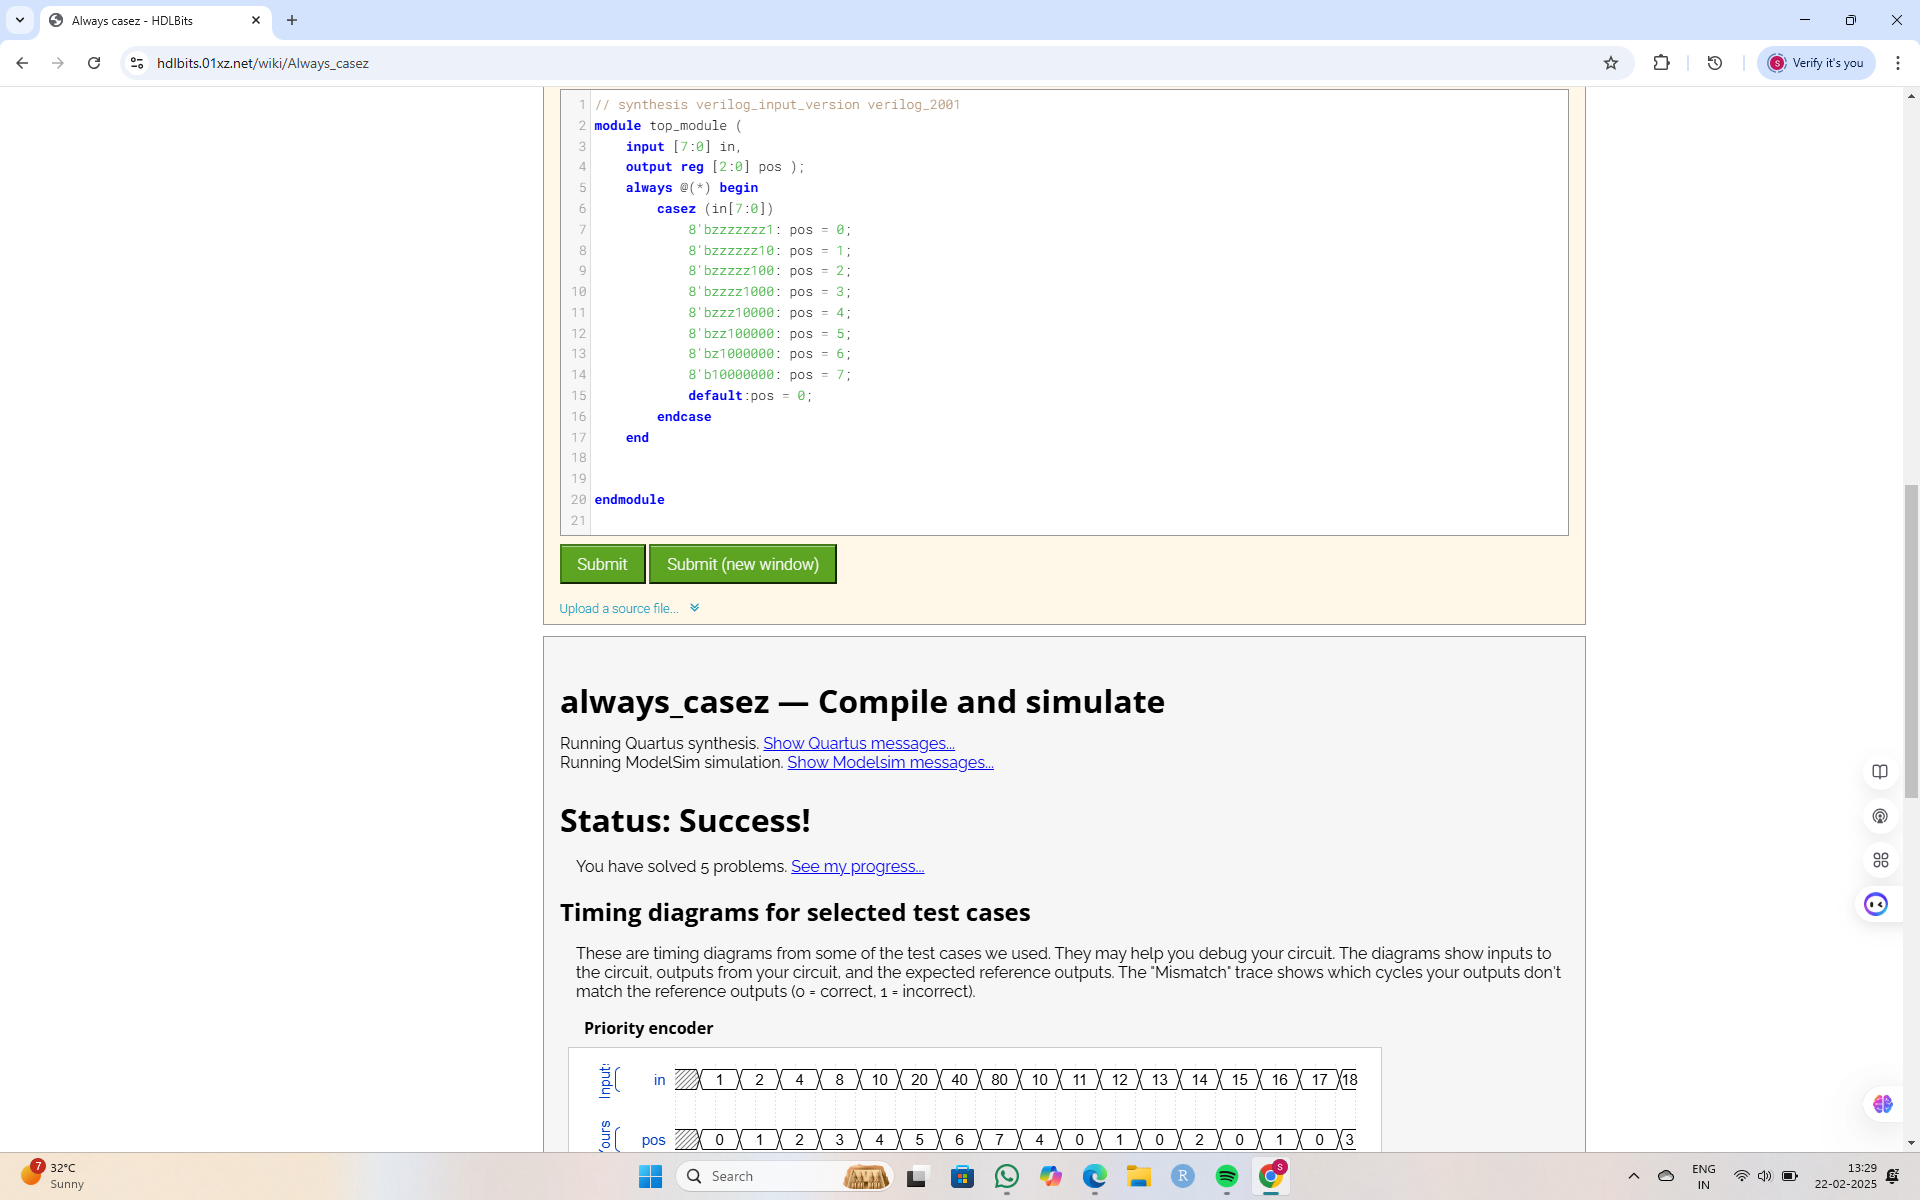 Always casez - HDLBits
hdlbits.01xz.net/wiki/Always_casez
S
Verify it's you
1 // synthesis verilog_input_version verilog_2001
2 module top_module (
3 input [7:0] in,
4 output reg [2:0] pos );
5 always @(*) begin
6 casez (in[7:0])
7 8'bzzzzzzz1: pos = 0;
8 8'bzzzzzz10: pos = 1;
9 8'bzzzzz100: pos = 2;
10 8'bzzzz1000: pos = 3;
11 8'bzzz10000: pos = 4;
12 8'bzz100000: pos = 5;
13 8'bz1000000: pos = 6;
14 8'b10000000: pos = 7;
15 default:pos = 0;
16 endcase
17 end
18
19
20 endmodule
21
Submit Submit (new window)
Upload a source file...
always_casez — Compile and simulate
Running Quartus synthesis. Show Quartus messages...
Running ModelSim simulation. Show Modelsim messages...
Status: Success!
You have solved 5 problems. See my progress...
Timing diagrams for selected test cases
These are timing diagrams from some of the test cases we used. They may help you debug your circuit. The diagrams show inputs to
the circuit, outputs from your circuit, and the expected reference outputs. The "Mismatch" trace shows which cycles your outputs don't
match the reference outputs (0 = correct, 1 = incorrect).
Priority encoder
in 1 2 4 8 10 20 40 80 10 11 12 13 14 15 16 17 18
pos 0 1 2 3 4 5 6 7 4 0 1 0 2 0 1 0 3
7
32°C
Sunny
Search
R
S
ENG
IN
13:29
22-02-2025